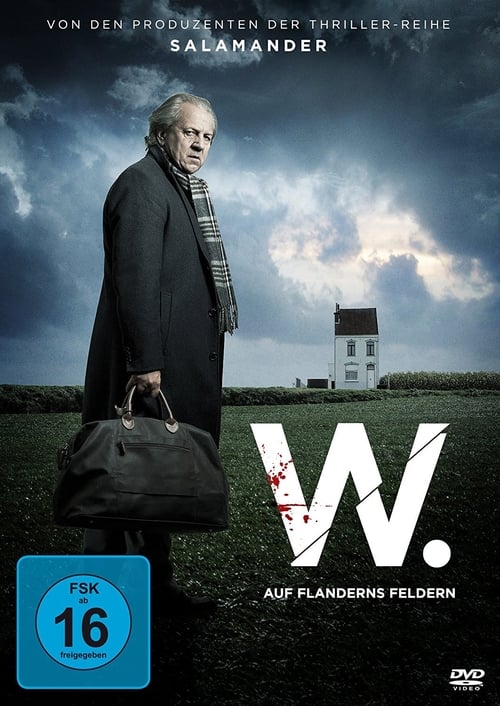 VON DEN PRODUZENTEN DER THRILLER-REIHE
SALAMANDER
W.
AUF FLANDERNS FELDERN
FSK
ab
16
freigegeben
DVD
VIDEO